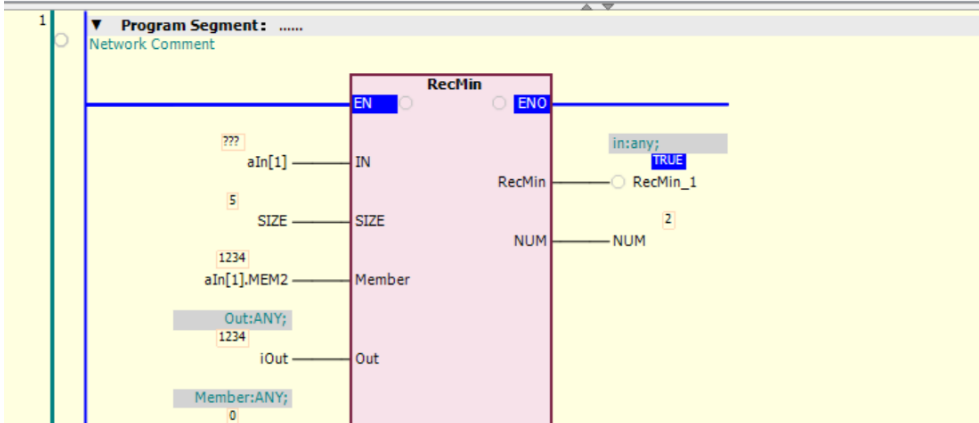 1
▼ Program Segment: ......
Network Comment
RecMin
EN ENO
??? in:any;
aIn[1] IN TRUE
RecMin RecMin_1
5
SIZE SIZE 2
NUM NUM
1234
aIn[1].MEM2 Member
Out:ANY;
1234
iOut Out
Member:ANY;
0